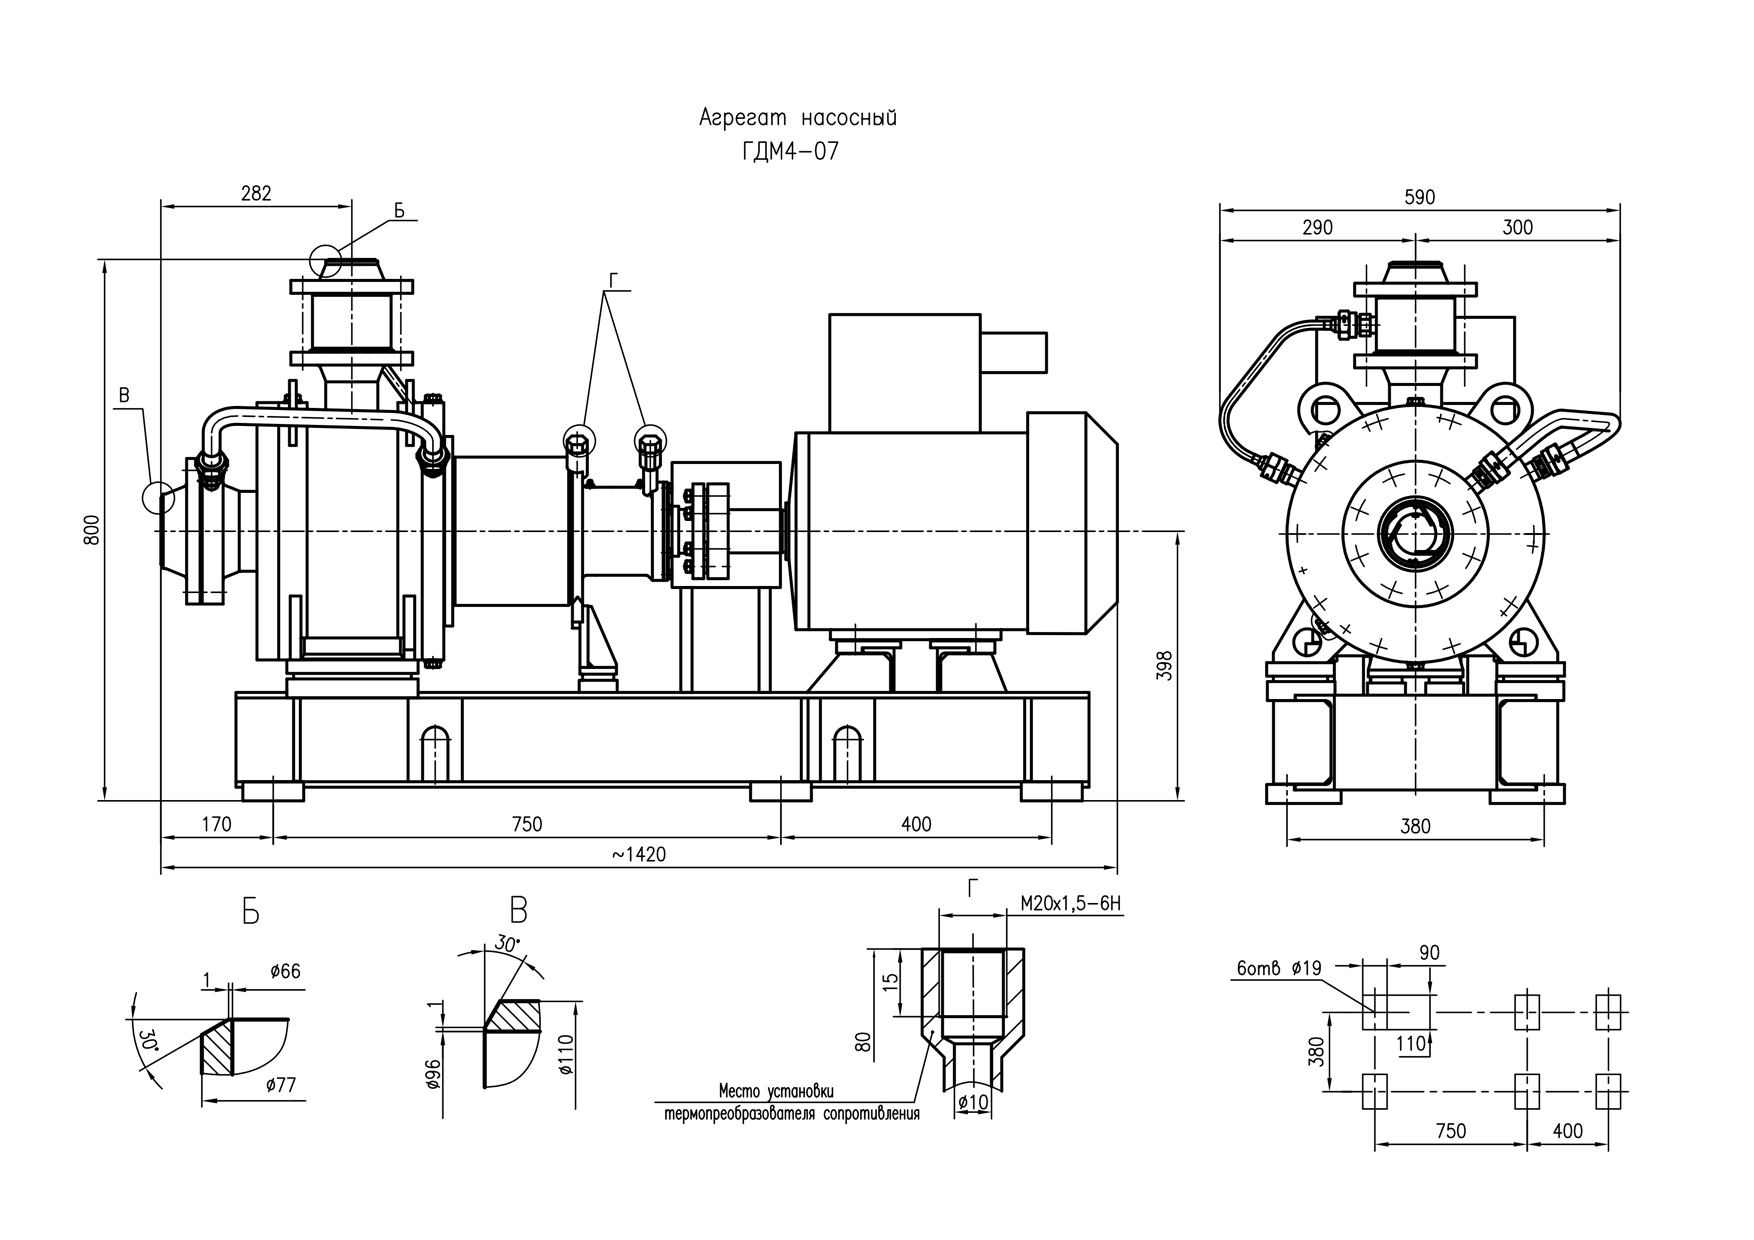 Агрегат насосный
ГДМ4-07
282
Б
В
Г
800
398
170
750
400
~1420
590
290
300
380
Б
1
ø66
30°
ø77
В
30°
1
ø96
ø110
Г
М20х1,5-6Н
15
80
ø10
Место установки
термопреобразователя сопротивления
6отв ø19
90
110
380
750
400